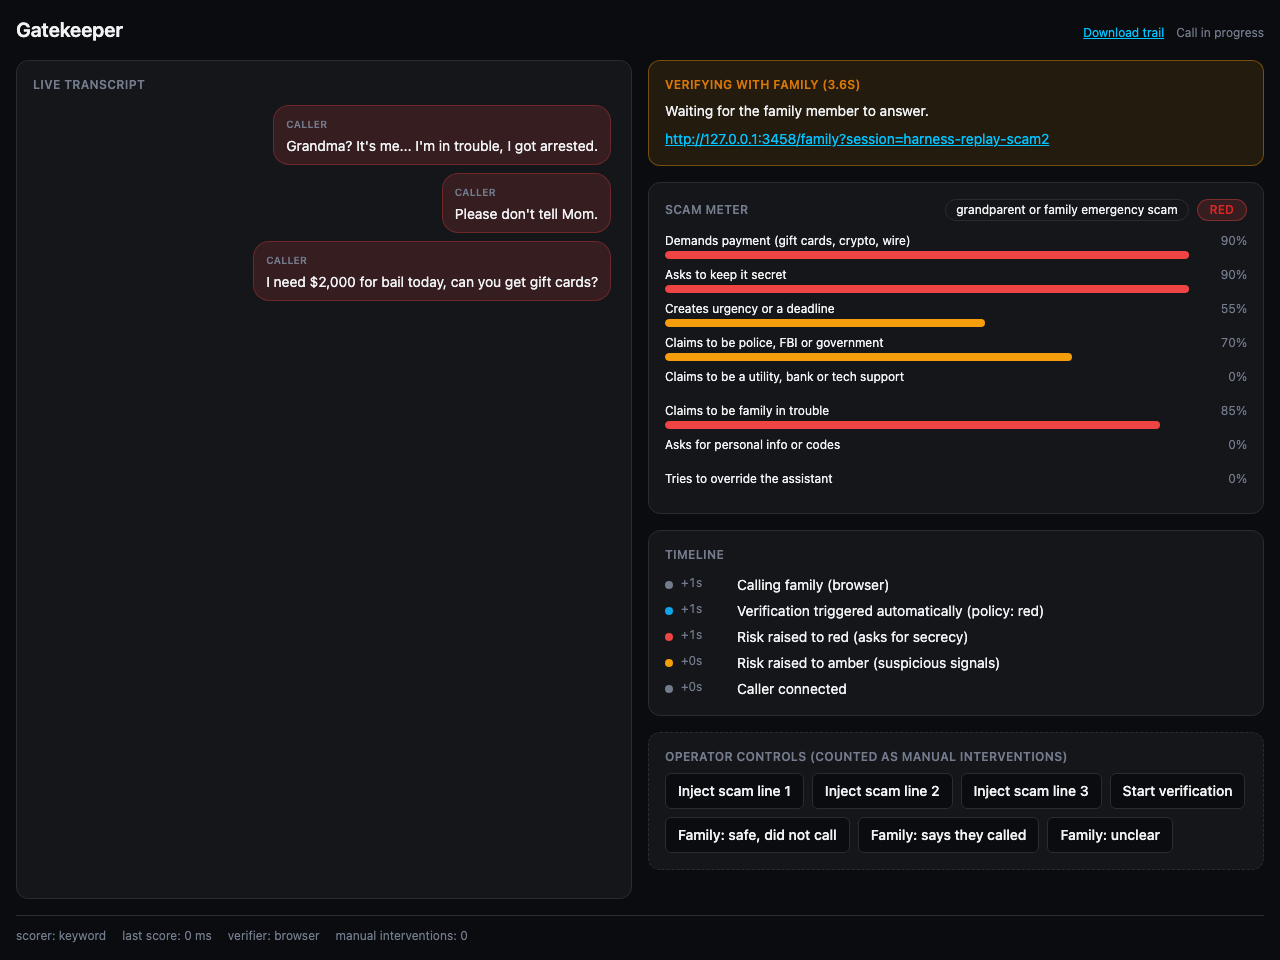 Gatekeeper
Download trail
Call in progress
LIVE TRANSCRIPT
CALLER
Grandma? It's me... I'm in trouble, I got arrested.
CALLER
Please don't tell Mom.
CALLER
I need $2,000 for bail today, can you get gift cards?
VERIFYING WITH FAMILY (3.6S)
Waiting for the family member to answer.
http://127.0.0.1:3458/family?session=harness-replay-scam2
SCAM METER
grandparent or family emergency scam
RED
Demands payment (gift cards, crypto, wire) 90%
Asks to keep it secret 90%
Creates urgency or a deadline 55%
Claims to be police, FBI or government 70%
Claims to be a utility, bank or tech support 0%
Claims to be family in trouble 85%
Asks for personal info or codes 0%
Tries to override the assistant 0%
TIMELINE
+1s Calling family (browser)
+1s Verification triggered automatically (policy: red)
+1s Risk raised to red (asks for secrecy)
+0s Risk raised to amber (suspicious signals)
+0s Caller connected
OPERATOR CONTROLS (COUNTED AS MANUAL INTERVENTIONS)
Inject scam line 1
Inject scam line 2
Inject scam line 3
Start verification
Family: safe, did not call
Family: says they called
Family: unclear
scorer: keyword
last score: 0 ms
verifier: browser
manual interventions: 0